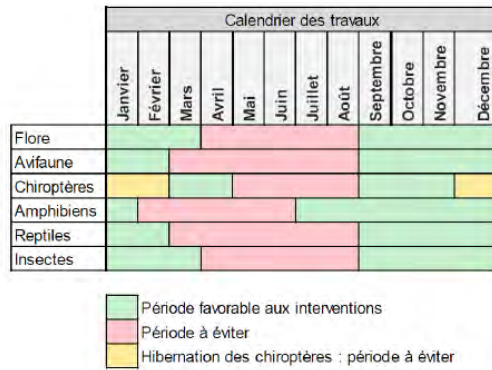 Calendrier des travaux
Janvier
Février
Mars
Avril
Mai
Juin
Juillet
Août
Septembre
Octobre
Novembre
Décembre
Flore
Avifaune
Chiroptères
Amphibiens
Reptiles
Insectes
Période favorable aux interventions
Période à éviter
Hibernation des chiroptères : période à éviter